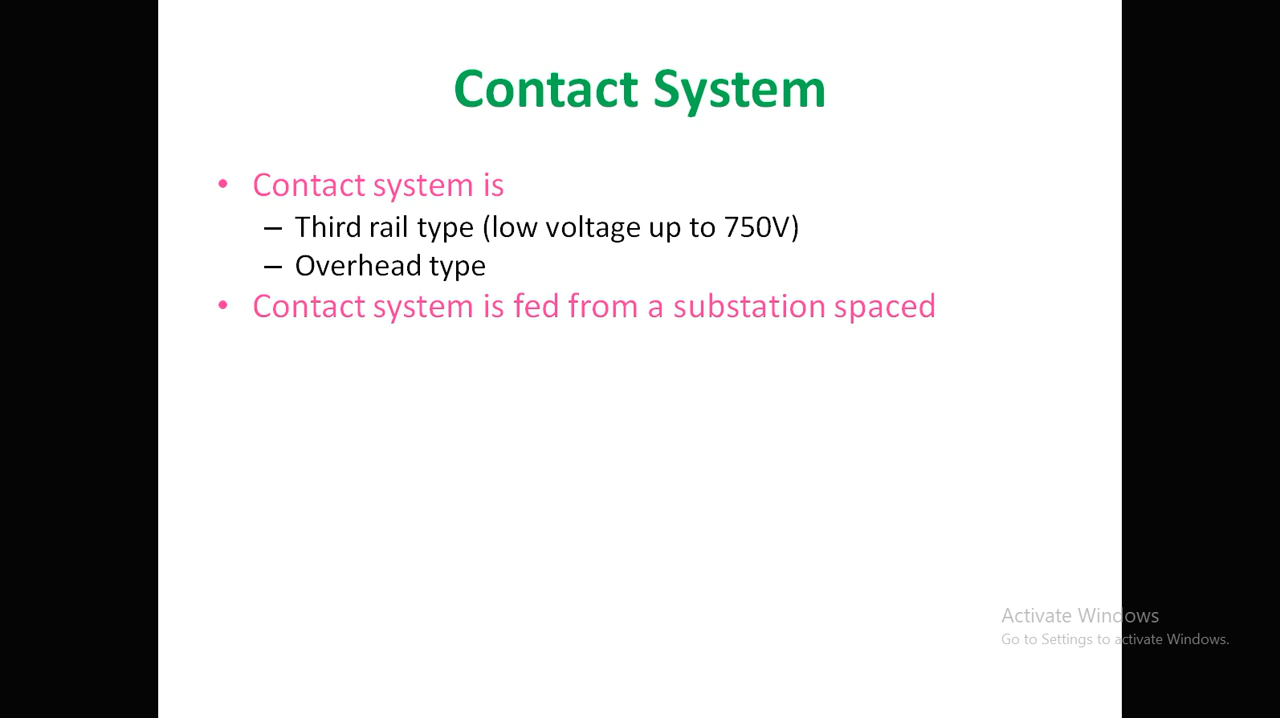 Contact System
• Contact system is
– Third rail type (low voltage up to 750V)
– Overhead type
• Contact system is fed from a substation spaced
Activate Windows
Go to Settings to activate Windows.